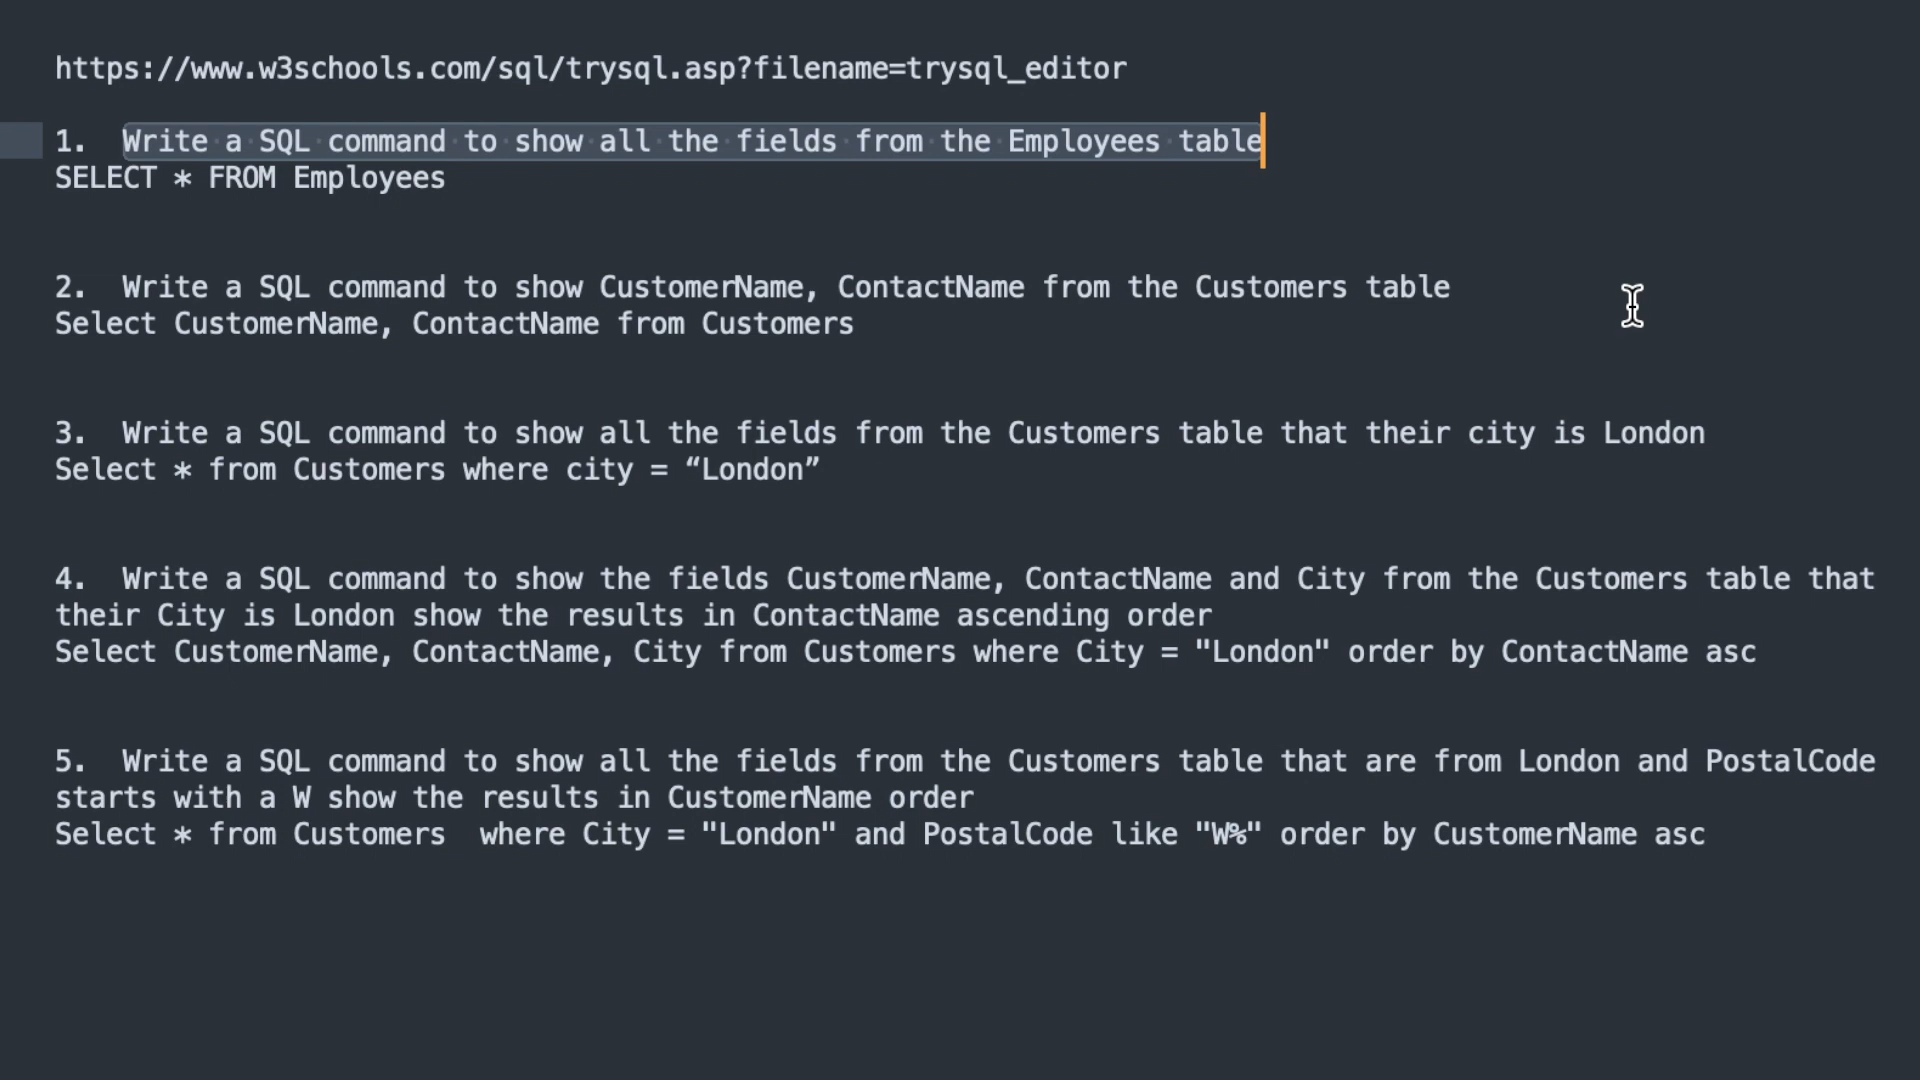 https://www.w3schools.com/sql/trysql.asp?filename=trysql_editor
1.  Write a SQL command to show all the fields from the Employees table
SELECT * FROM Employees
2.  Write a SQL command to show CustomerName, ContactName from the Customers table
Select CustomerName, ContactName from Customers
3.  Write a SQL command to show all the fields from the Customers table that their city is London
Select * from Customers where city = “London”
4.  Write a SQL command to show the fields CustomerName, ContactName and City from the Customers table that
their City is London show the results in ContactName ascending order
Select CustomerName, ContactName, City from Customers where City = "London" order by ContactName asc
5.  Write a SQL command to show all the fields from the Customers table that are from London and PostalCode
starts with a W show the results in CustomerName order
Select * from Customers  where City = "London" and PostalCode like "W%" order by CustomerName asc